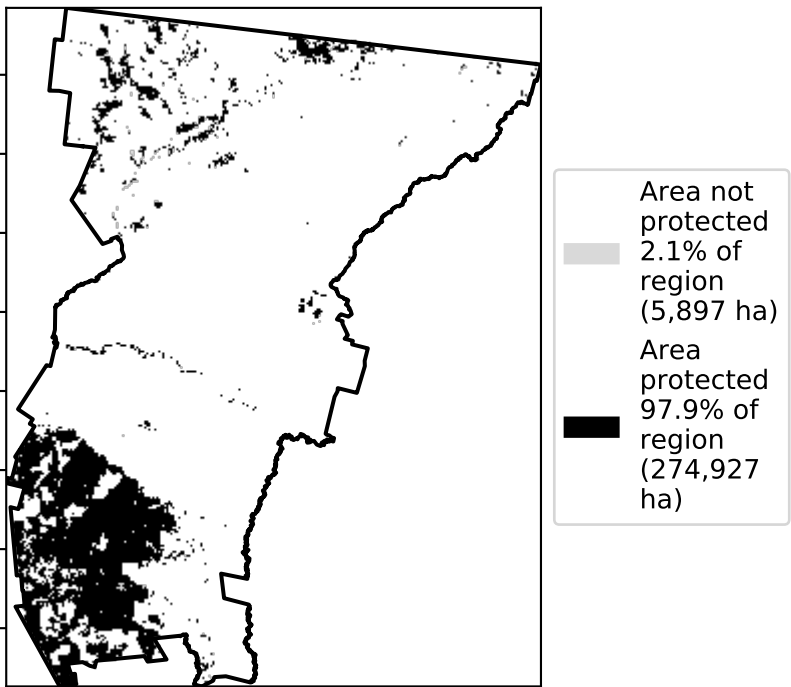 Area not
protected
2.1% of
region
(5,897 ha)
Area
protected
97.9% of
region
(274,927
ha)